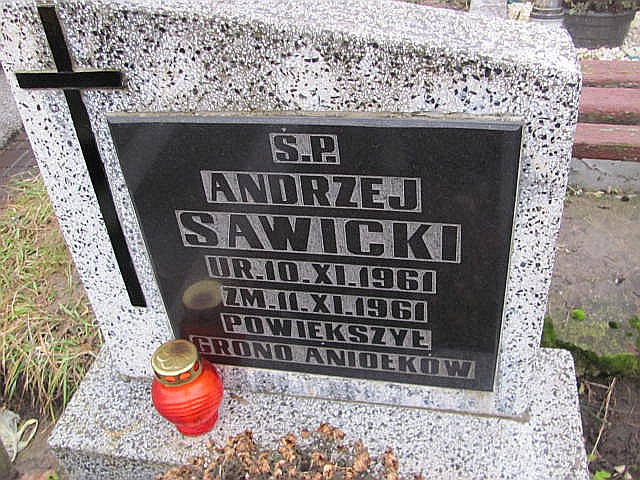 Ś.P.
ANDRZEJ
SAWICKI
UR.10.XI.1961
ZM.11.XI.1961
POWIĘKSZYŁ
GRONO ANIOŁKÓW